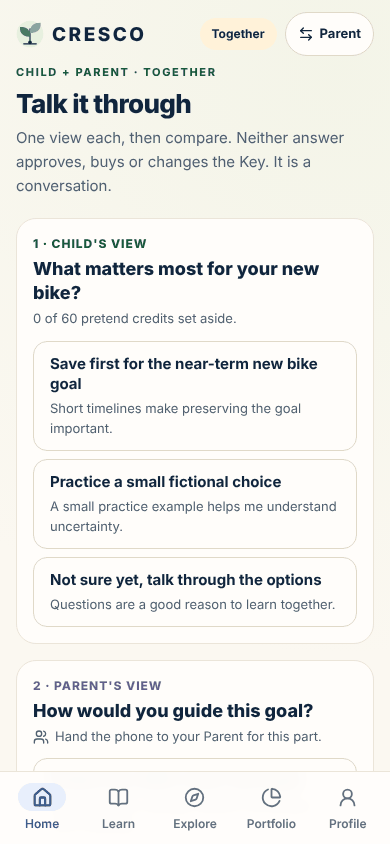 CRESCO
Together
Parent
CHILD + PARENT · TOGETHER
Talk it through
One view each, then compare. Neither answer
approves, buys or changes the Key. It is a
conversation.
1 · CHILD'S VIEW
What matters most for your new
bike?
0 of 60 pretend credits set aside.
Save first for the near-term new bike
goal
Short timelines make preserving the goal
important.
Practice a small fictional choice
A small practice example helps me understand
uncertainty.
Not sure yet, talk through the options
Questions are a good reason to learn together.
2 · PARENT'S VIEW
How would you guide this goal?
Hand the phone to your Parent for this part.
Home
Learn
Explore
Portfolio
Profile